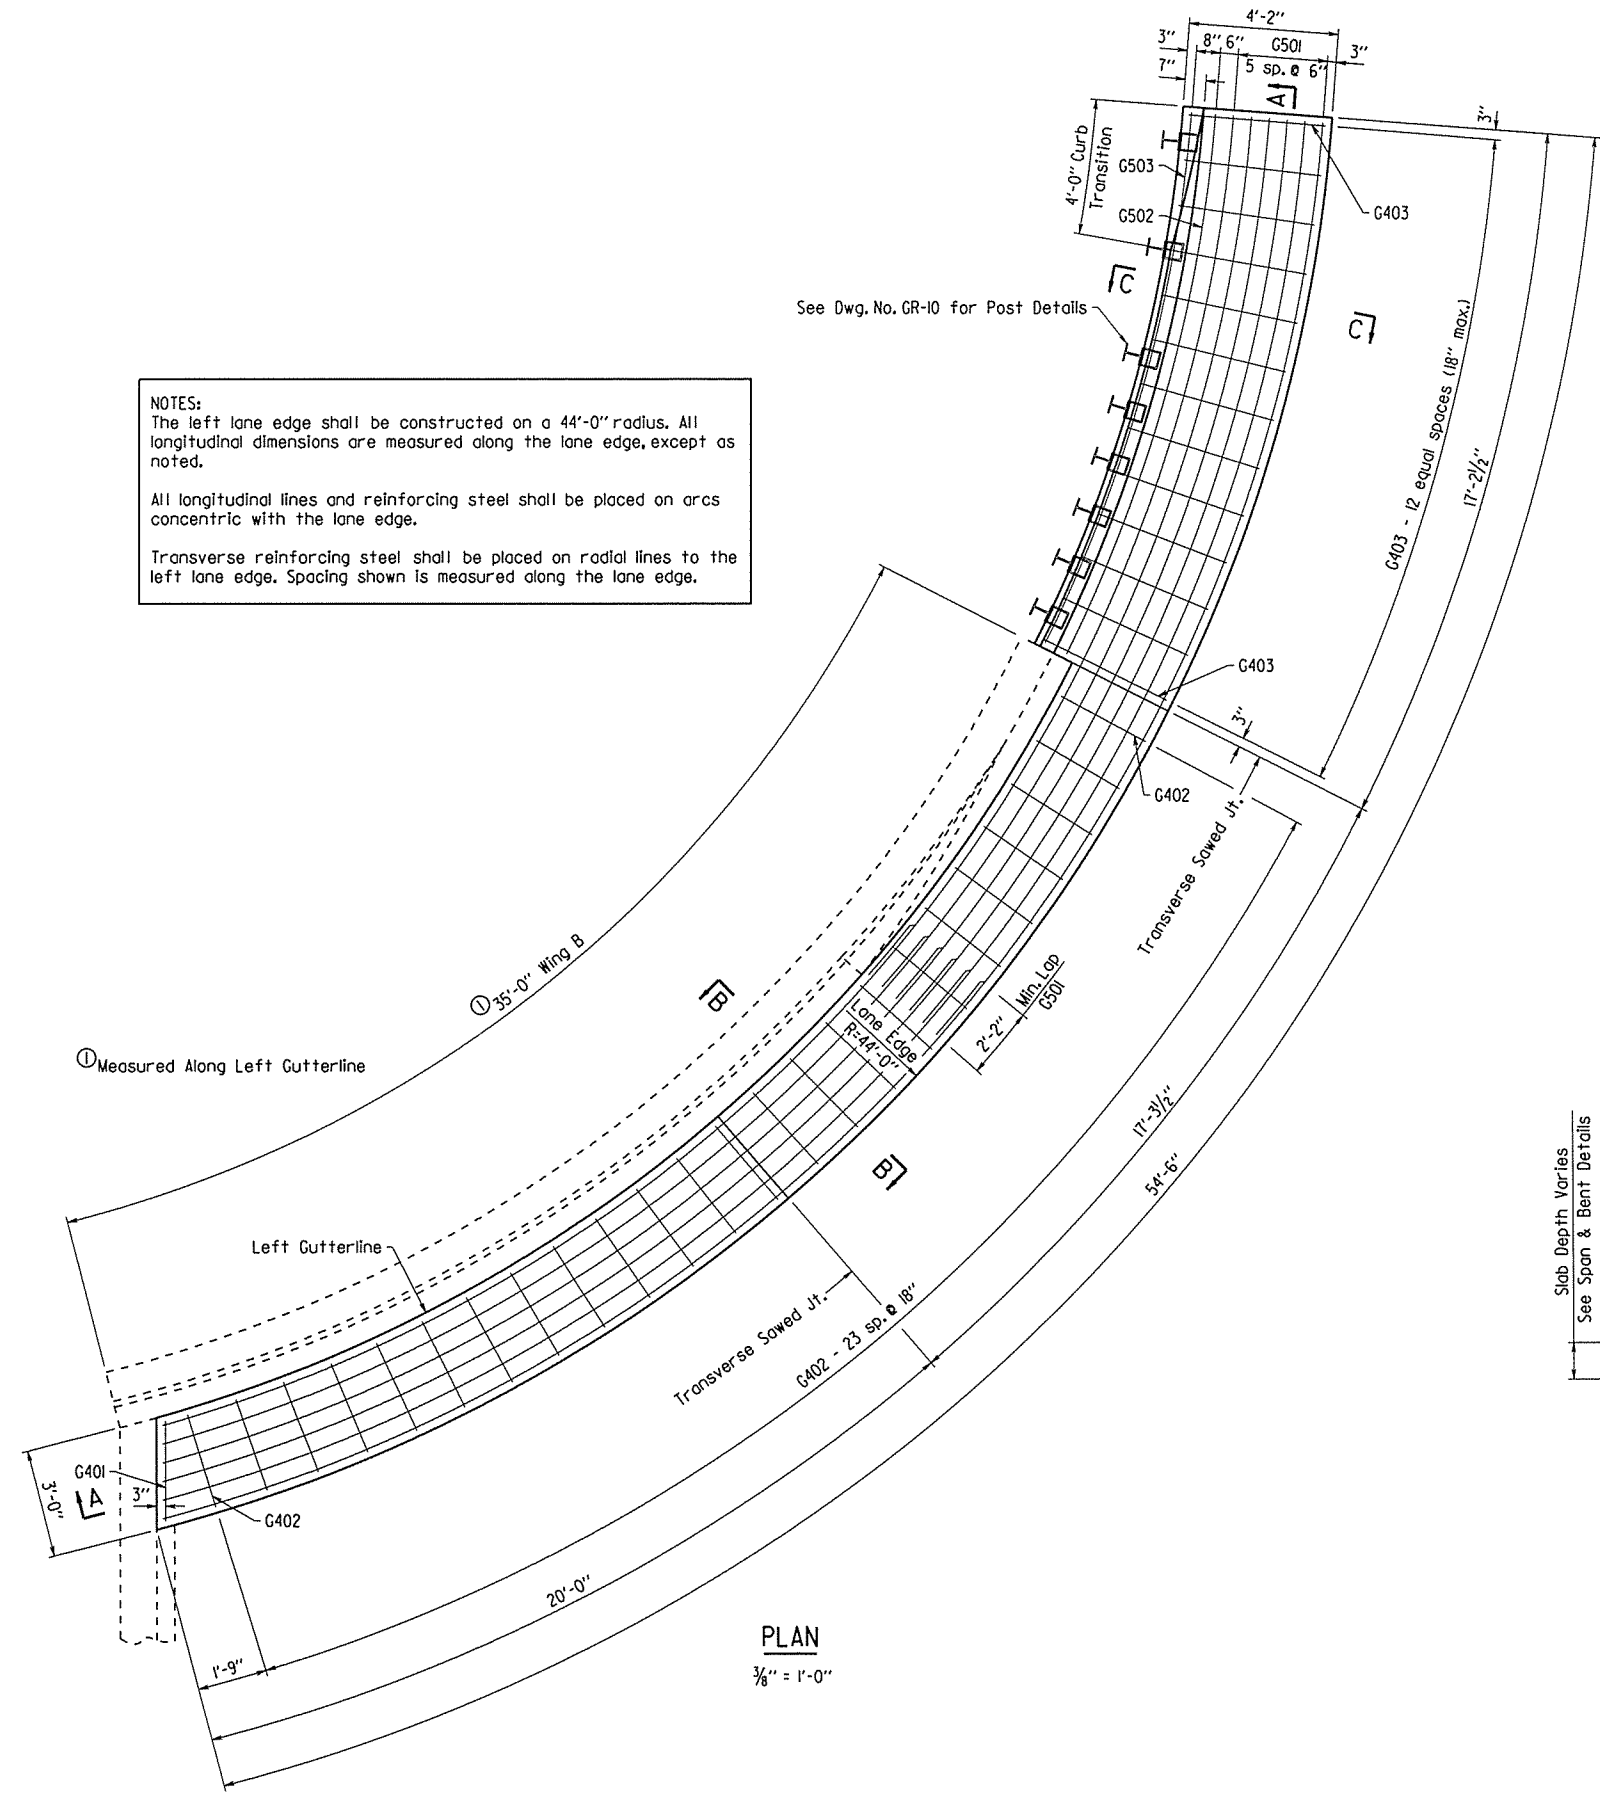 4'-2"
3" 8" 6" G501 3"
7" 5 sp. @ 6"
A
3"
4'-0" Curb
Transition
G503
G502
G403
C
C
See Dwg. No. GR-10 for Post Details
NOTES:
The left lane edge shall be constructed on a 44'-0" radius. All
longitudinal dimensions are measured along the lane edge, except as
noted.
All longitudinal lines and reinforcing steel shall be placed on arcs
concentric with the lane edge.
Transverse reinforcing steel shall be placed on radial lines to the
left lane edge. Spacing shown is measured along the lane edge.
G403 - 12 equal spaces (18" max.)
17'-2½"
G403
3"
G402
Transverse Sawed Jt.
① 35'-0" Wing B
B
Min. Lap
G501
2'-2"
Lane Edge
R=44'-0"
① Measured Along Left Gutterline
17'-3½"
54'-6"
B
Slab Depth Varies
See Span & Bent Details
Left Gutterline
Transverse Sawed Jt.
G402 - 23 sp. @ 18"
G401
3'-0"
A
3"
G402
20'-0"
1'-9"
PLAN
⅜" = 1'-0"